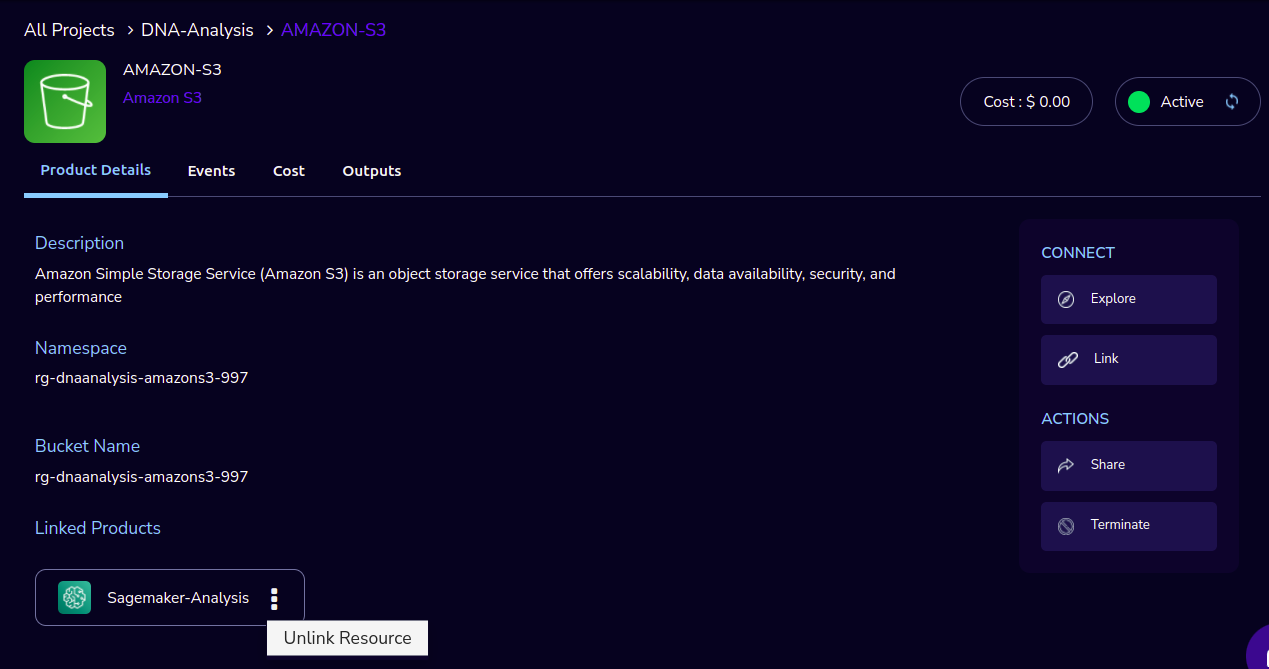 All Projects > DNA-Analysis > AMAZON-S3
AMAZON-S3
Amazon S3
Cost : $ 0.00
Active
Product Details
Events
Cost
Outputs
Description
Amazon Simple Storage Service (Amazon S3) is an object storage service that offers scalability, data availability, security, and
performance
Namespace
rg-dnaanalysis-amazons3-997
Bucket Name
rg-dnaanalysis-amazons3-997
Linked Products
Sagemaker-Analysis
Unlink Resource
CONNECT
Explore
Link
ACTIONS
Share
Terminate